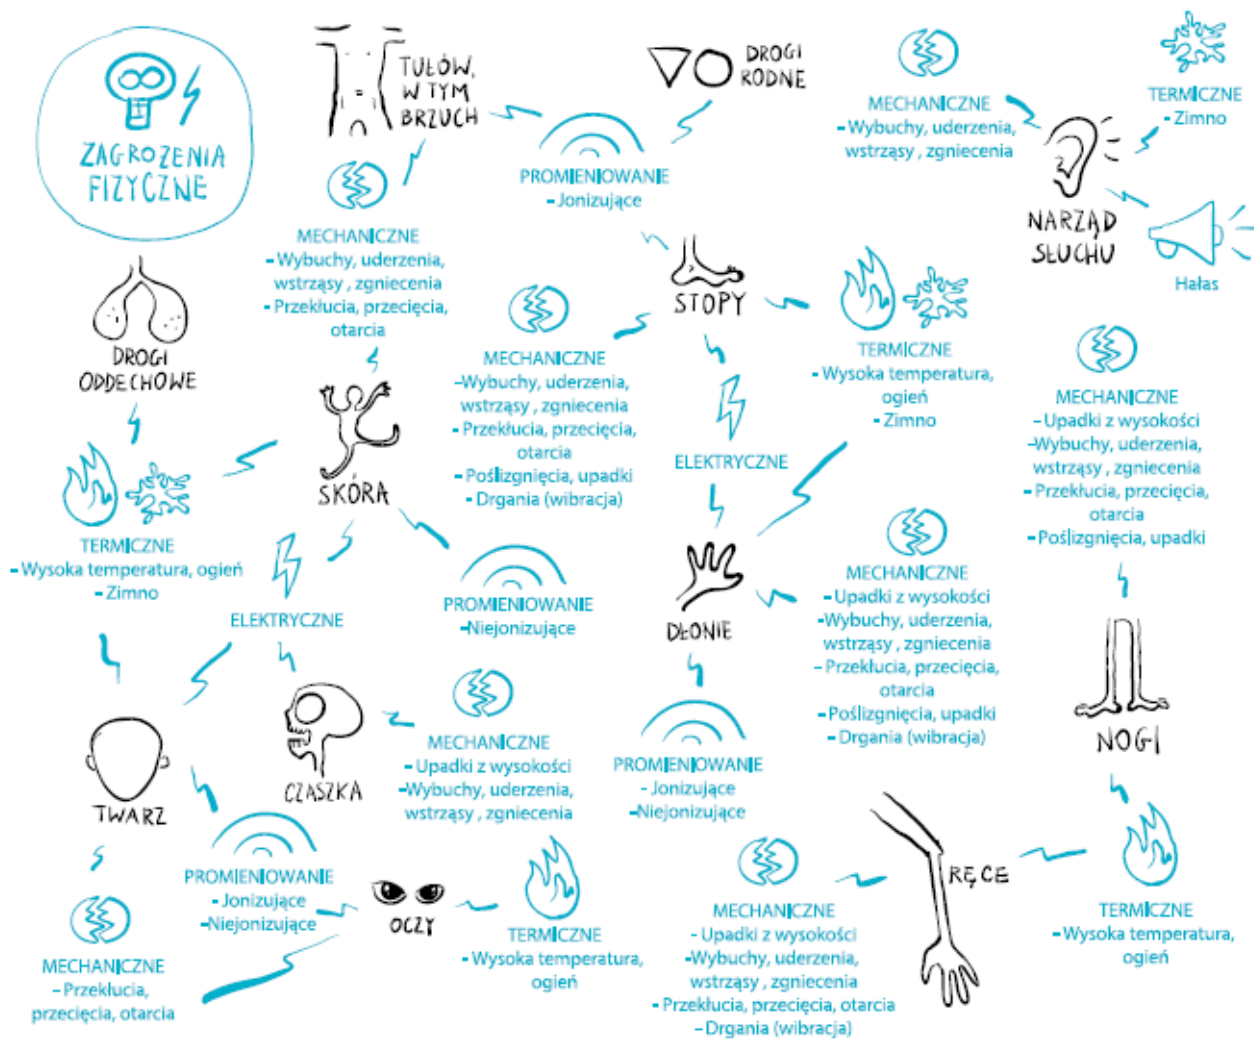 ZAGROŻENIA
FIZYCZNE
TUŁÓW,
W TYM
BRZUCH
DROGI
RODNE
PROMIENIOWANIE
- Jonizujące
MECHANICZNE
- Wybuchy, uderzenia,
wstrząsy , zgniecenia
TERMICZNE
- Zimno
NARZĄD
SŁUCHU
Hałas
MECHANICZNE
- Wybuchy, uderzenia,
wstrząsy , zgniecenia
- Przekłucia, przecięcia,
otarcia
DROGI
ODDECHOWE
STOPY
MECHANICZNE
-Wybuchy, uderzenia,
wstrząsy , zgniecenia
- Przekłucia, przecięcia,
otarcia
- Poślizgnięcia, upadki
- Drgania (wibracja)
TERMICZNE
- Wysoka temperatura,
ogień
- Zimno
MECHANICZNE
- Upadki z wysokości
-Wybuchy, uderzenia,
wstrząsy , zgniecenia
- Przekłucia, przecięcia,
otarcia
- Poślizgnięcia, upadki
SKÓRA
ELEKTRYCZNE
TERMICZNE
- Wysoka temperatura, ogień
- Zimno
ELEKTRYCZNE
PROMIENIOWANIE
-Niejonizujące
DŁONIE
MECHANICZNE
- Upadki z wysokości
-Wybuchy, uderzenia,
wstrząsy , zgniecenia
- Przekłucia, przecięcia,
otarcia
- Poślizgnięcia, upadki
- Drgania (wibracja)
NOGI
TWARZ
CZASZKA
MECHANICZNE
- Upadki z wysokości
-Wybuchy, uderzenia,
wstrząsy , zgniecenia
PROMIENIOWANIE
- Jonizujące
-Niejonizujące
PROMIENIOWANIE
- Jonizujące
-Niejonizujące
OCZY
TERMICZNE
- Wysoka temperatura,
ogień
RĘCE
MECHANICZNE
- Upadki z wysokości
-Wybuchy, uderzenia,
wstrząsy , zgniecenia
- Przekłucia, przecięcia, otarcia
- Drgania (wibracja)
TERMICZNE
- Wysoka temperatura,
ogień
MECHANICZNE
- Przekłucia,
przecięcia, otarcia